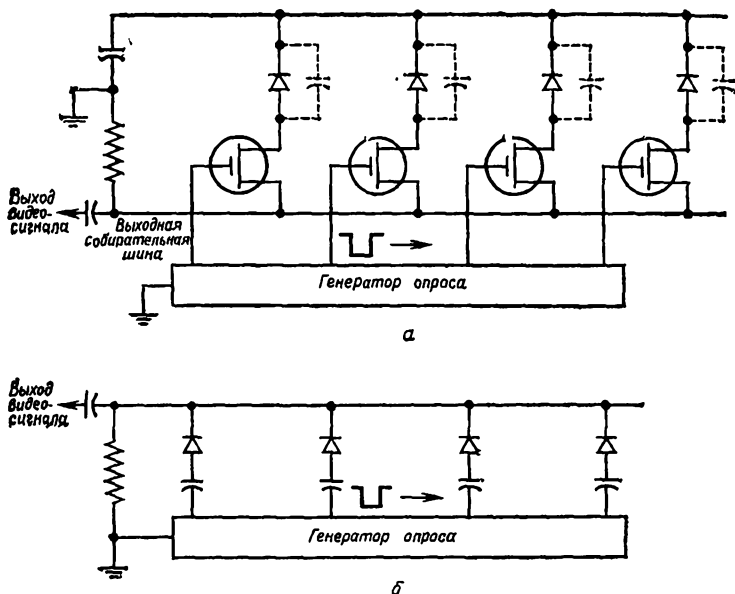 Выход
видео-
сигнала
Выходная
собирательная
шина
Генератор опроса
а
Выход
видео-
сигнала
Генератор опроса
б